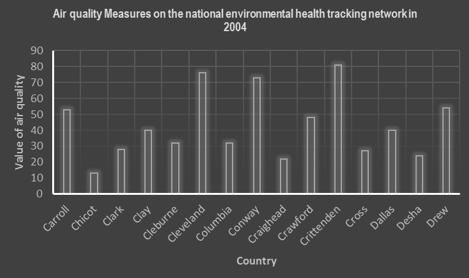 Air quality Measures on the national environmental health tracking network in
2004
Value of air quality
90
80
70
60
50
40
30
20
10
0
Carroll
Chicot
Clark
Clay
Cleburne
Cleveland
Columbia
Conway
Craighead
Crawford
Crittenden
Cross
Dallas
Desha
Drew
Country